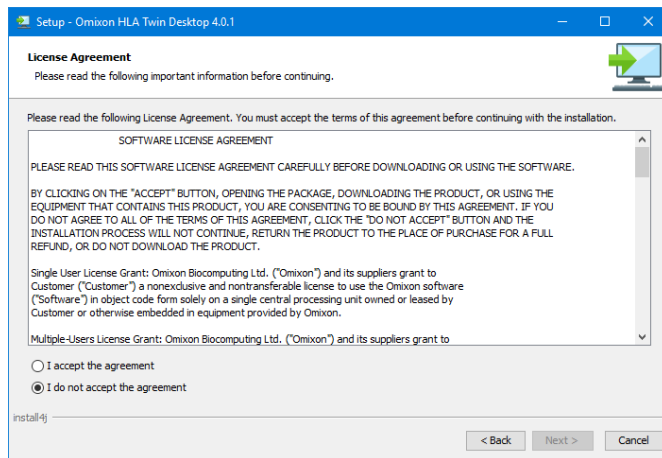 Setup - Omixon HLA Twin Desktop 4.0.1
License Agreement
Please read the following important information before continuing.
Please read the following License Agreement. You must accept the terms of this agreement before continuing with the installation.
SOFTWARE LICENSE AGREEMENT
PLEASE READ THIS SOFTWARE LICENSE AGREEMENT CAREFULLY BEFORE DOWNLOADING OR USING THE SOFTWARE.
BY CLICKING ON THE "ACCEPT" BUTTON, OPENING THE PACKAGE, DOWNLOADING THE PRODUCT, OR USING THE
EQUIPMENT THAT CONTAINS THIS PRODUCT, YOU ARE CONSENTING TO BE BOUND BY THIS AGREEMENT. IF YOU
DO NOT AGREE TO ALL OF THE TERMS OF THIS AGREEMENT, CLICK THE "DO NOT ACCEPT" BUTTON AND THE
INSTALLATION PROCESS WILL NOT CONTINUE, RETURN THE PRODUCT TO THE PLACE OF PURCHASE FOR A FULL
REFUND, OR DO NOT DOWNLOAD THE PRODUCT.
Single User License Grant: Omixon Biocomputing Ltd. ("Omixon") and its suppliers grant to
Customer ("Customer") a nonexclusive and nontransferable license to use the Omixon software
("Software") in object code form solely on a single central processing unit owned or leased by
Customer or otherwise embedded in equipment provided by Omixon.
Multiple-Users License Grant: Omixon Biocomputing Ltd. ("Omixon") and its suppliers grant to
I accept the agreement
I do not accept the agreement
install4j
< Back Next > Cancel